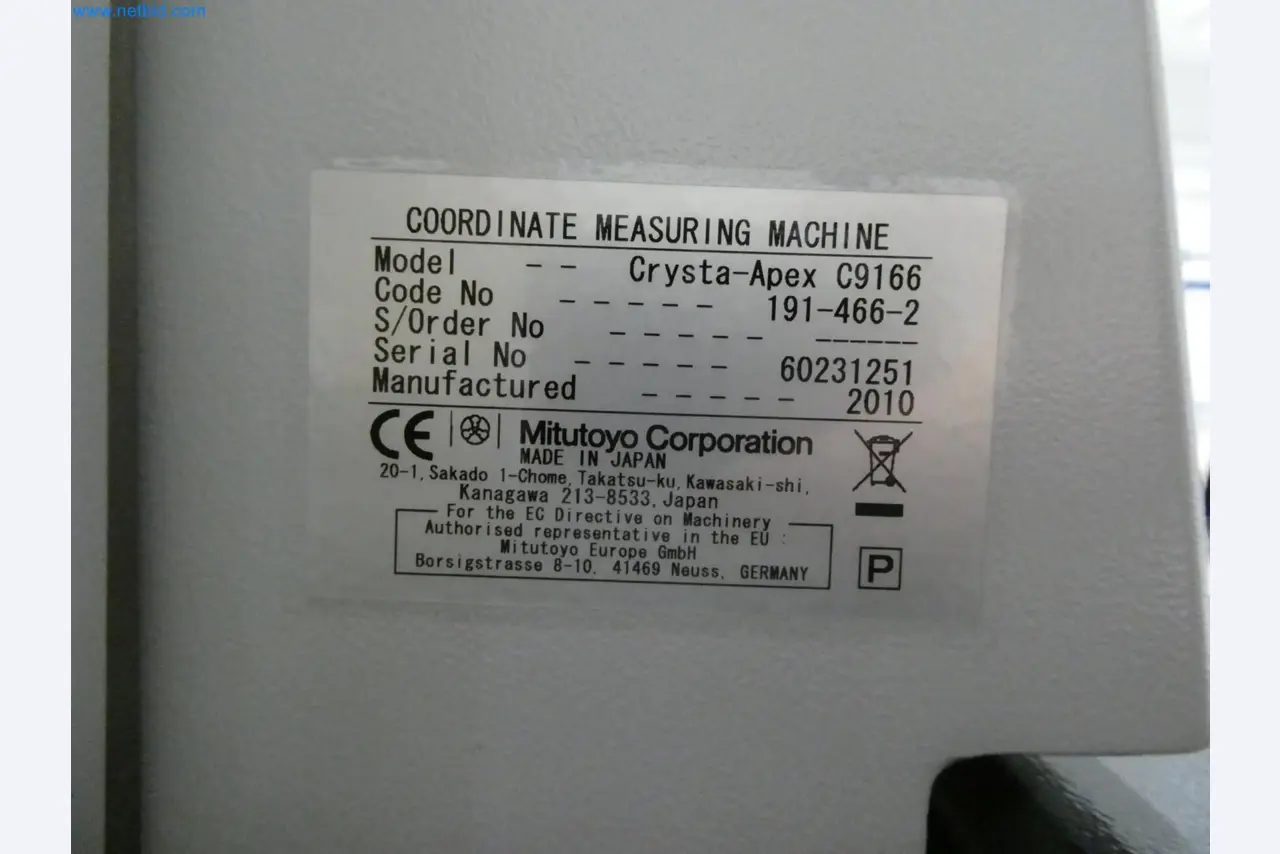 www.netbid.com
COORDINATE MEASURING MACHINE
Model -- Crysta-Apex C9166
Code No ----- 191-466-2
S/Order No ----- ------
Serial No ----- 60231251
Manufactured ----- 2010
CE Mitutoyo Corporation
MADE IN JAPAN
20-1, Sakado 1-Chome, Takatsu-ku, Kawasaki-shi,
Kanagawa 213-8533, Japan
For the EC Directive on Machinery
Authorised representative in the EU :
Mitutoyo Europe GmbH
Borsigstrasse 8-10, 41469 Neuss, GERMANY
P